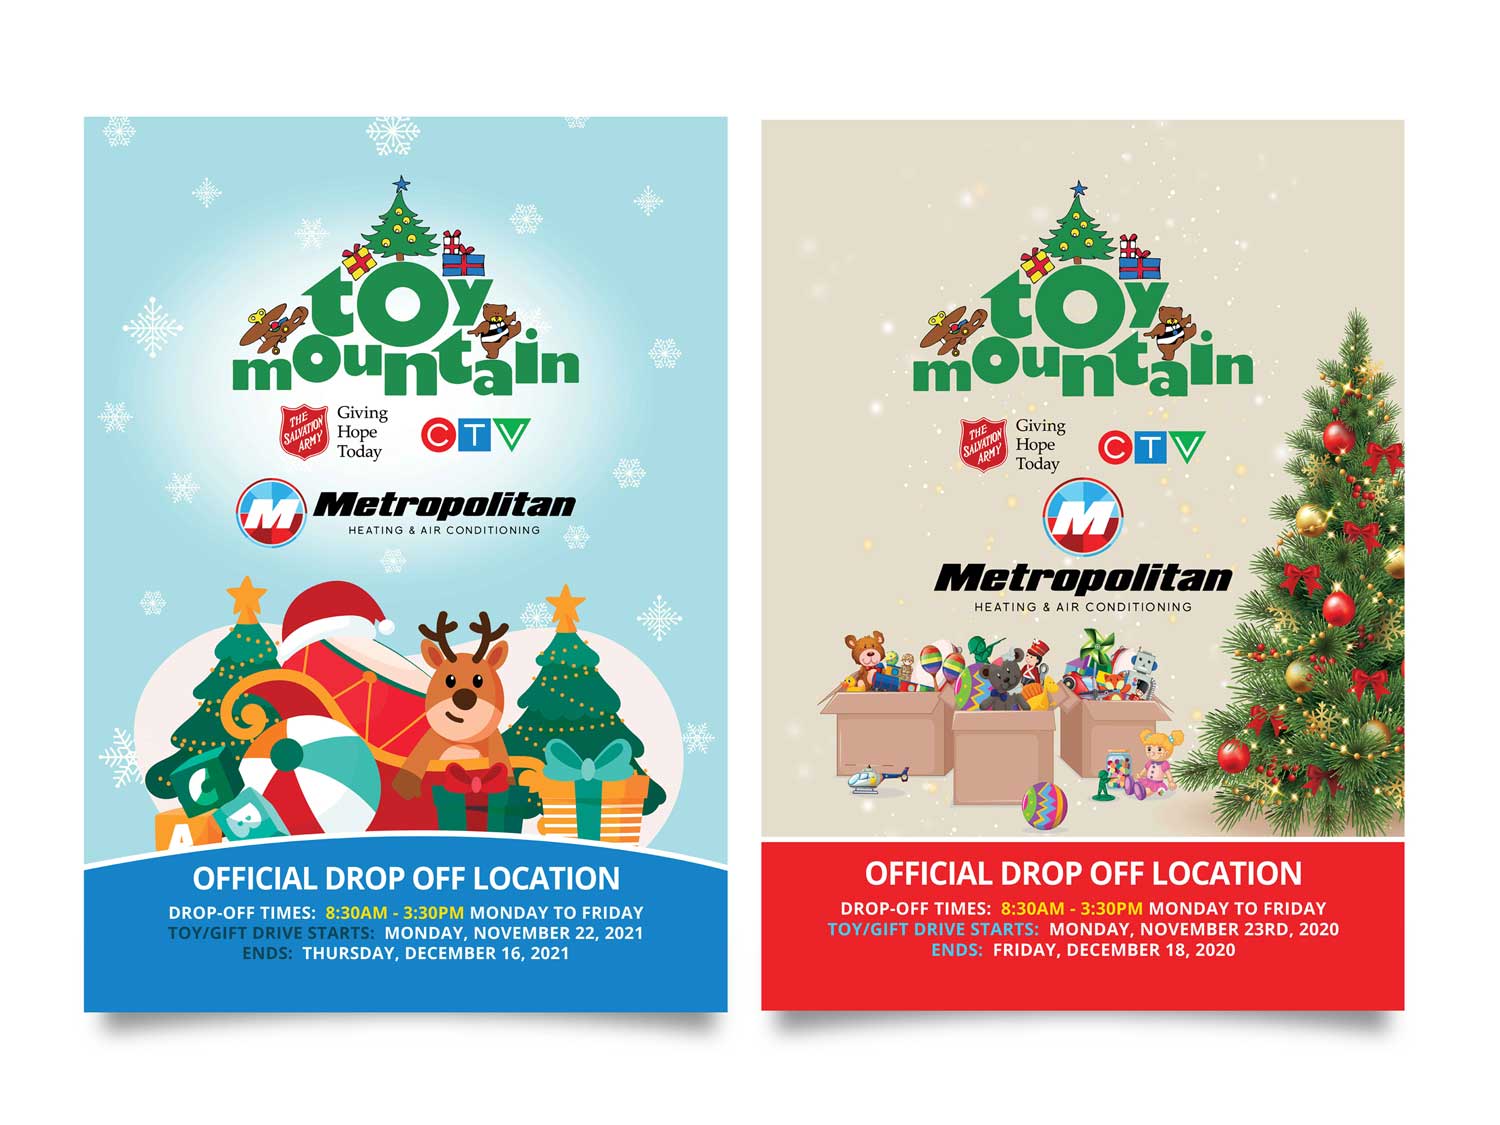 toy
mountain
THE
SALVATION
ARMY
Giving
Hope
Today
CTV
M
Metropolitan
HEATING & AIR CONDITIONING
C
A
B
OFFICIAL DROP OFF LOCATION
DROP-OFF TIMES: 8:30AM - 3:30PM MONDAY TO FRIDAY
TOY/GIFT DRIVE STARTS: MONDAY, NOVEMBER 22, 2021
ENDS: THURSDAY, DECEMBER 16, 2021
toy
mountain
THE
SALVATION
ARMY
Giving
Hope
Today
CTV
M
Metropolitan
HEATING & AIR CONDITIONING
OFFICIAL DROP OFF LOCATION
DROP-OFF TIMES: 8:30AM - 3:30PM MONDAY TO FRIDAY
TOY/GIFT DRIVE STARTS: MONDAY, NOVEMBER 23RD, 2020
ENDS: FRIDAY, DECEMBER 18, 2020